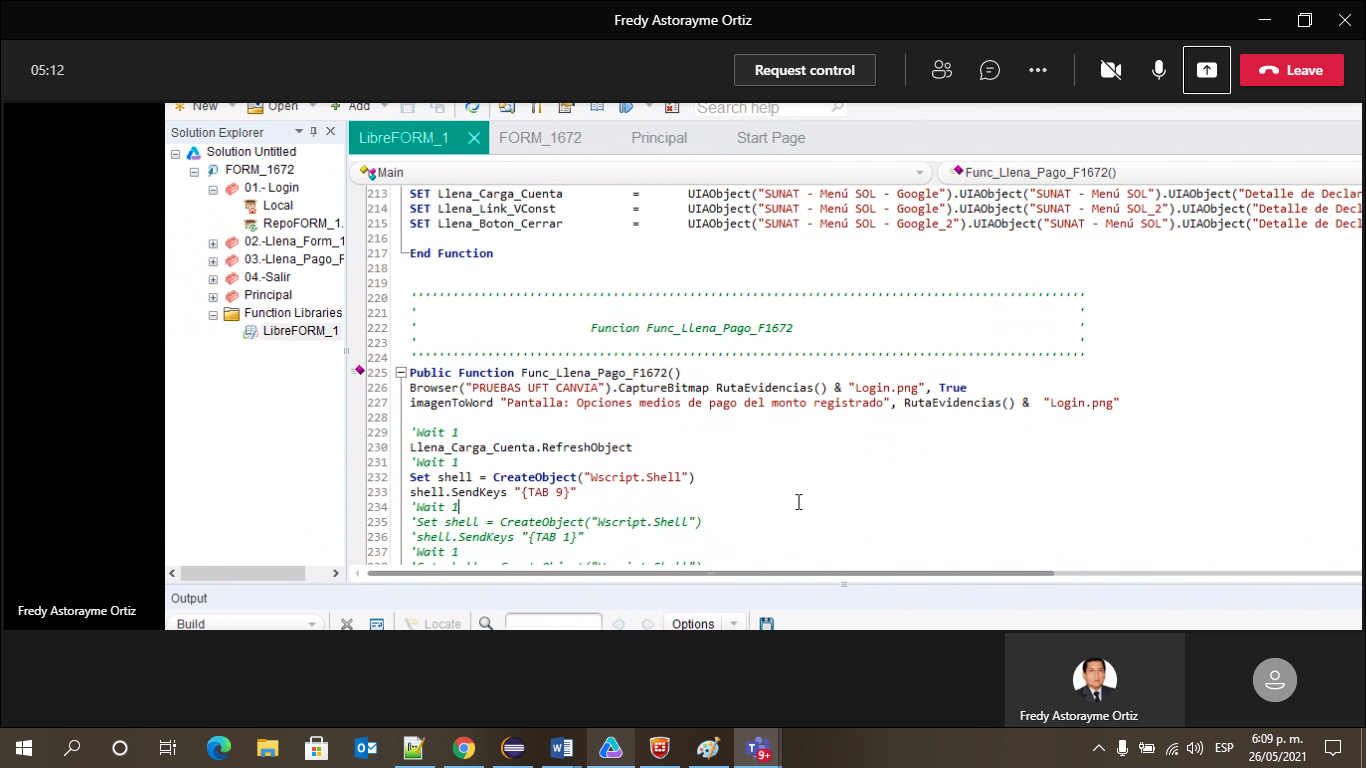 Fredy Astorayme Ortiz
05:12
Request control
Leave
New Open Add Search help
Solution Explorer
LibreFORM_1 FORM_1672 Principal Start Page
Solution Untitled
FORM_1672
01.- Login
Local
RepoFORM_1.
02.-Llena_Form_1
03.-Llena_Pago_F
04.-Salir
Principal
Function Libraries
LibreFORM_1
Main Func_Llena_Pago_F1672()
213 SET Llena_Carga_Cuenta = UIAObject("SUNAT - Menú SOL - Google").UIAObject("SUNAT - Menú SOL").UIAObject("Detalle de Declar
214 SET Llena_Link_VConst = UIAObject("SUNAT - Menú SOL - Google").UIAObject("SUNAT - Menú SOL_2").UIAObject("Detalle de Decl
215 SET Llena_Boton_Cerrar = UIAObject("SUNAT - Menú SOL - Google_2").UIAObject("SUNAT - Menú SOL").UIAObject("Detalle de Decl
216
217 End Function
218
219
220 ''''''''''''''''''''''''''''''''''''''''''''''''''''''''''''''''''''''''''''''''''''''''''''''''
221 ' '
222 ' Funcion Func_Llena_Pago_F1672 '
223 ' '
224 ''''''''''''''''''''''''''''''''''''''''''''''''''''''''''''''''''''''''''''''''''''''''''''''''
225 Public Function Func_Llena_Pago_F1672()
226 Browser("PRUEBAS UFT CANVIA").CaptureBitmap RutaEvidencias() & "Login.png", True
227 imagenToWord "Pantalla: Opciones medios de pago del monto registrado", RutaEvidencias() & "Login.png"
228
229 'Wait 1
230 Llena_Carga_Cuenta.RefreshObject
231 'Wait 1
232 Set shell = CreateObject("Wscript.Shell")
233 shell.SendKeys "{TAB 9}"
234 'Wait 1
235 'Set shell = CreateObject("Wscript.Shell")
236 'shell.SendKeys "{TAB 1}"
237 'Wait 1
Output
Build Locate Options
Fredy Astorayme Ortiz
Fredy Astorayme Ortiz
9+
ESP
6:09 p. m.
26/05/2021